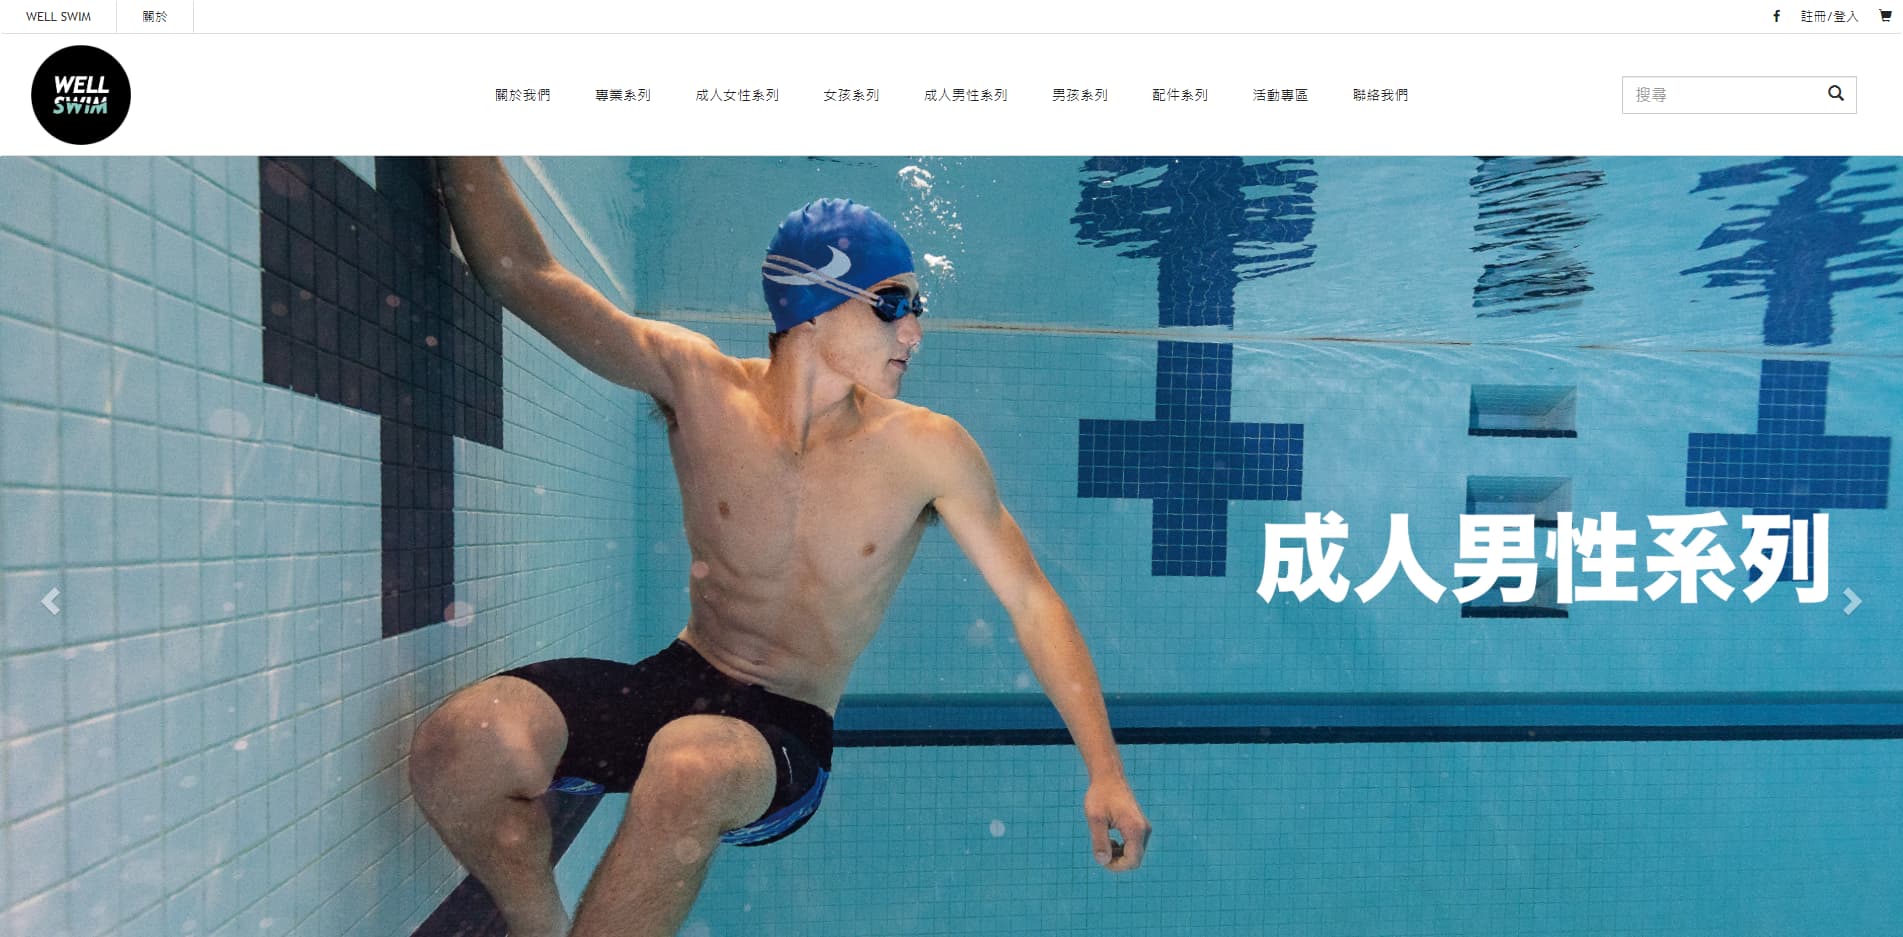 WELL SWIM
關於
註冊/登入
WELL
SWIM
關於我們
專業系列
成人女性系列
女孩系列
成人男性系列
男孩系列
配件系列
活動專區
聯絡我們
搜尋
成人男性系列